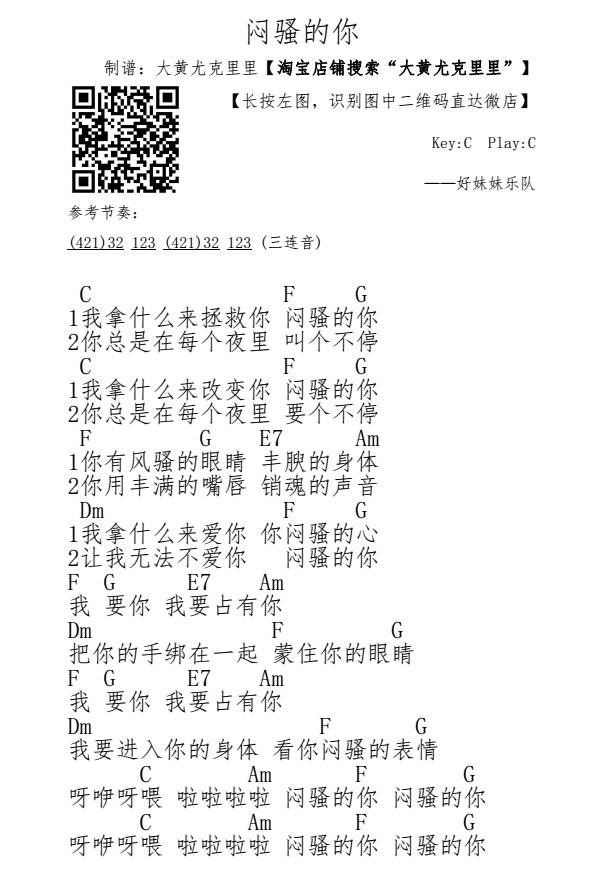 闷骚的你
制谱：大黄尤克里里【淘宝店铺搜索“大黄尤克里里”】
【长按左图，识别图中二维码直达微店】
Key:C Play:C
——好妹妹乐队
参考节奏：
(421)32 123 (421)32 123 (三连音)
C F G
1我拿什么来拯救你 闷骚的你
2你总是在每个夜里 叫个不停
C F G
1我拿什么来改变你 闷骚的你
2你总是在每个夜里 要个不停
F G E7 Am
1你有风骚的眼睛 丰腴的身体
2你用丰满的嘴唇 销魂的声音
Dm F G
1我拿什么来爱你 你闷骚的心
2让我无法不爱你 闷骚的你
F G E7 Am
我 要你 我要占有你
Dm F G
把你的手绑在一起 蒙住你的眼睛
F G E7 Am
我 要你 我要占有你
Dm F G
我要进入你的身体 看你闷骚的表情
C Am F G
呀咿呀喂 啦啦啦啦 闷骚的你 闷骚的你
C Am F G
呀咿呀喂 啦啦啦啦 闷骚的你 闷骚的你